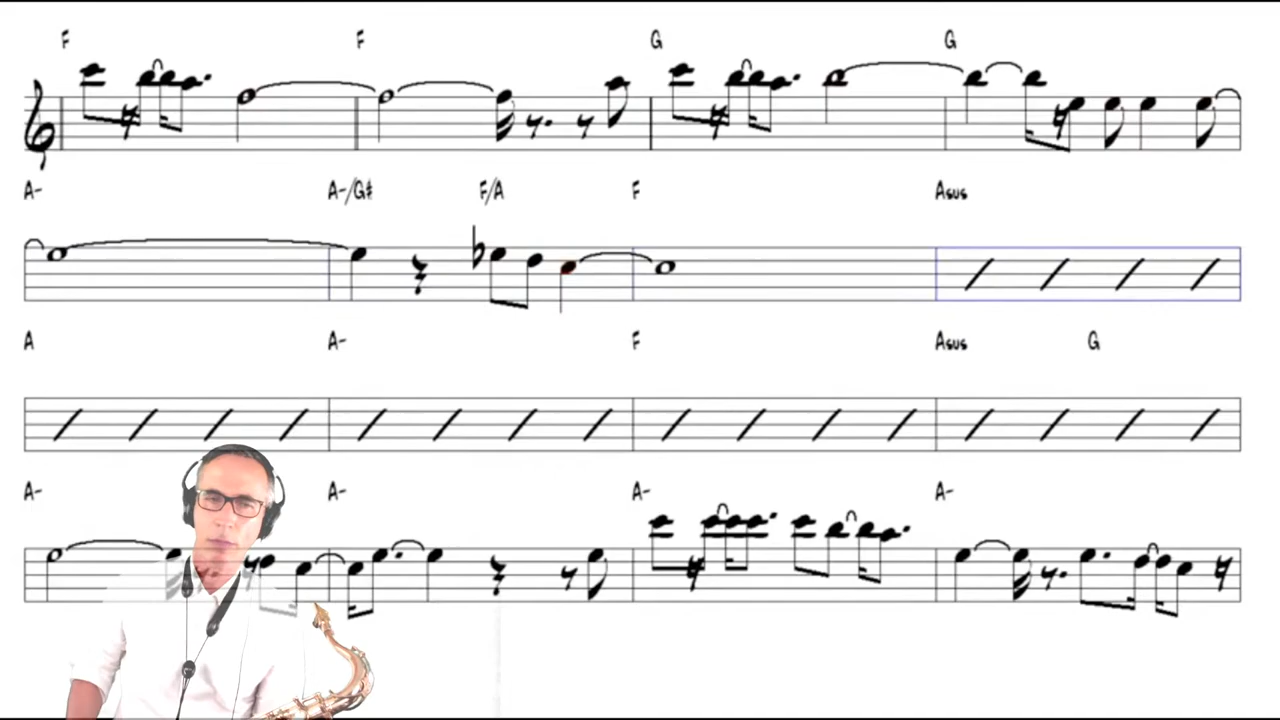 F F G G
A- A-/G# F/A F Asus
A A- F Asus G
A- A- A- A-